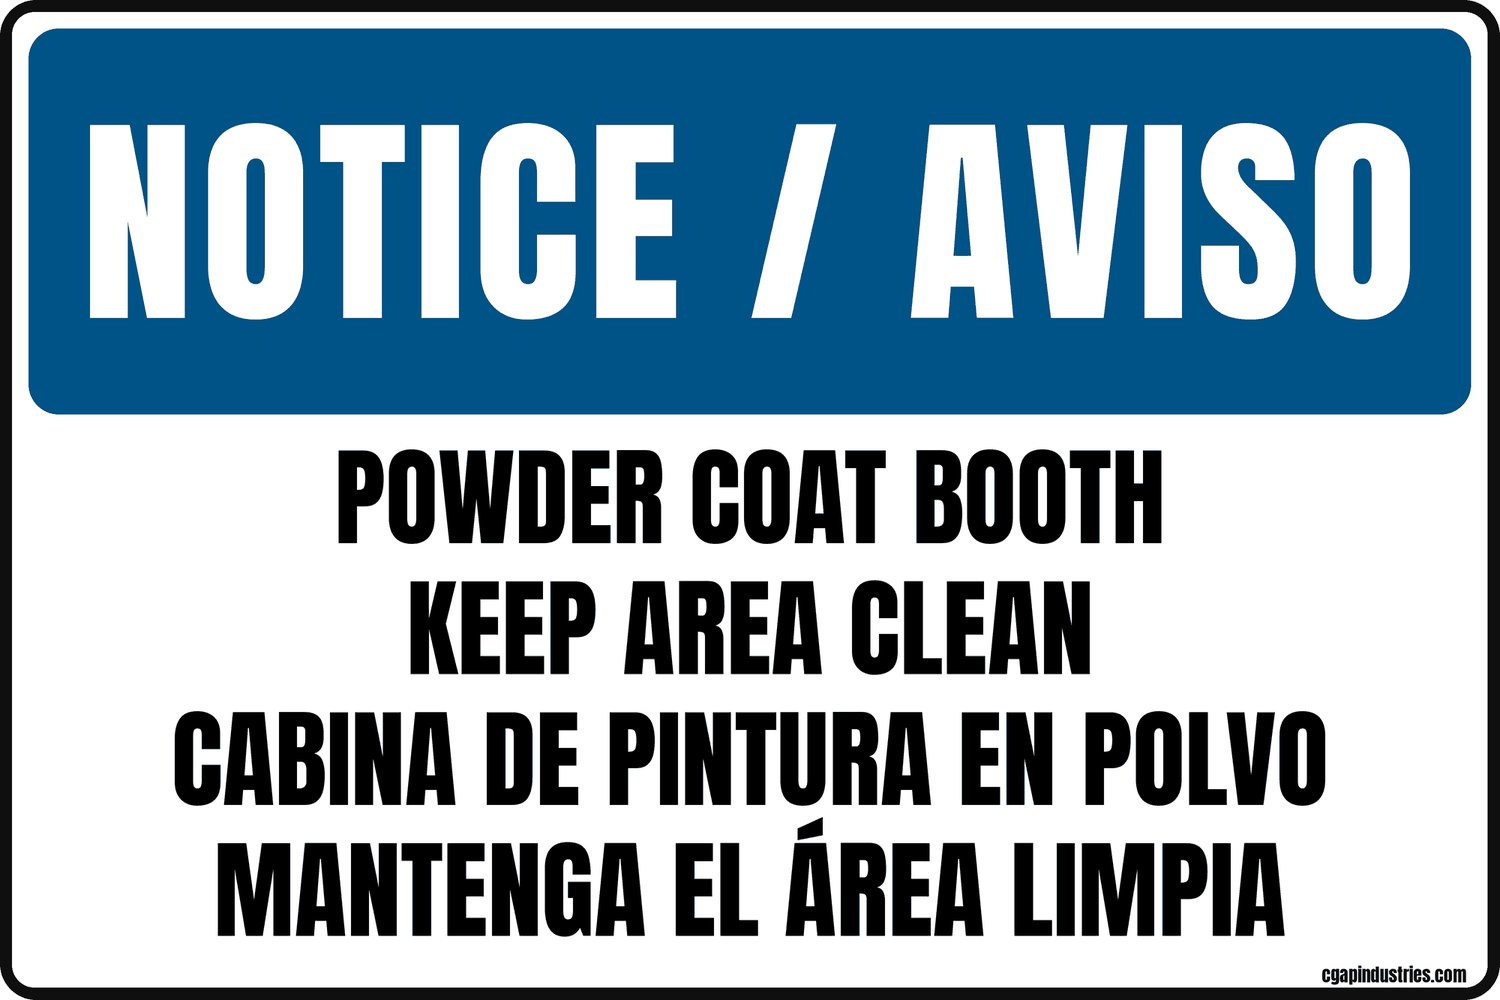 NOTICE / AVISO
POWDER COAT BOOTH
KEEP AREA CLEAN
CABINA DE PINTURA EN POLVO
MANTENGA EL ÁREA LIMPIA
cgapindustries.com